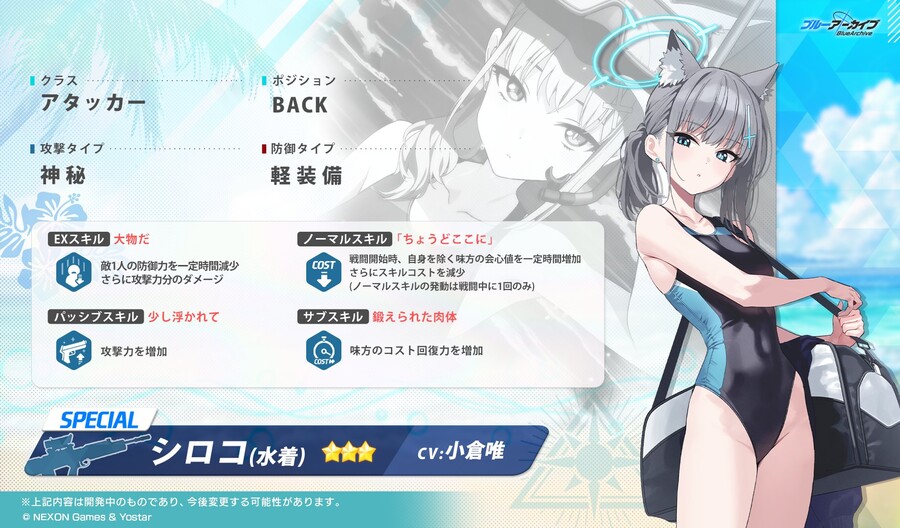 ブルーアーカイブ
BlueArchive
クラス
アタッカー
ポジション
BACK
攻撃タイプ
神秘
防御タイプ
軽装備
EXスキル 大物だ
敵1人の防御力を一定時間減少
さらに攻撃力分のダメージ
ノーマルスキル 「ちょうどここに」
COST
戦闘開始時、自身を除く味方の会心値を一定時間増加
さらにスキルコストを減少
(ノーマルスキルの発動は戦闘中に1回のみ)
パッシブスキル 少し浮かれて
攻撃力を増加
サブスキル 鍛えられた肉体
COST
味方のコスト回復力を増加
SPECIAL
シロコ(水着)
CV:小倉唯
※上記内容は開発中のものであり、今後変更する可能性があります。
© NEXON Games & Yostar